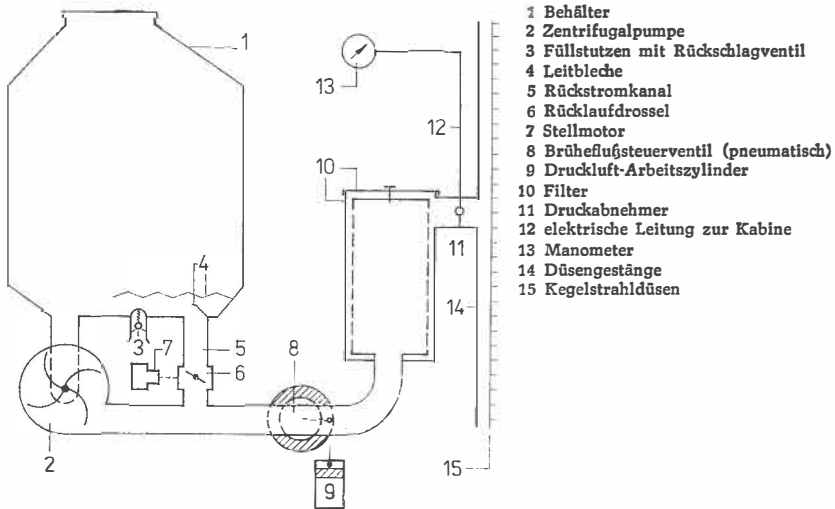 1
13
12
10
11
4
14
3
7
5
6
8
2
9
15
1 Behälter
2 Zentrifugalpumpe
3 Füllstutzen mit Rückschlagventil
4 Leitbleche
5 Rückstromkanal
6 Rücklaufdrossel
7 Stellmotor
8 Brüheflußsteuerventil (pneumatisch)
9 Druckluft-Arbeitszylinder
10 Filter
11 Druckabnehmer
12 elektrische Leitung zur Kabine
13 Manometer
14 Düsengestänge
15 Kegelstrahldüsen